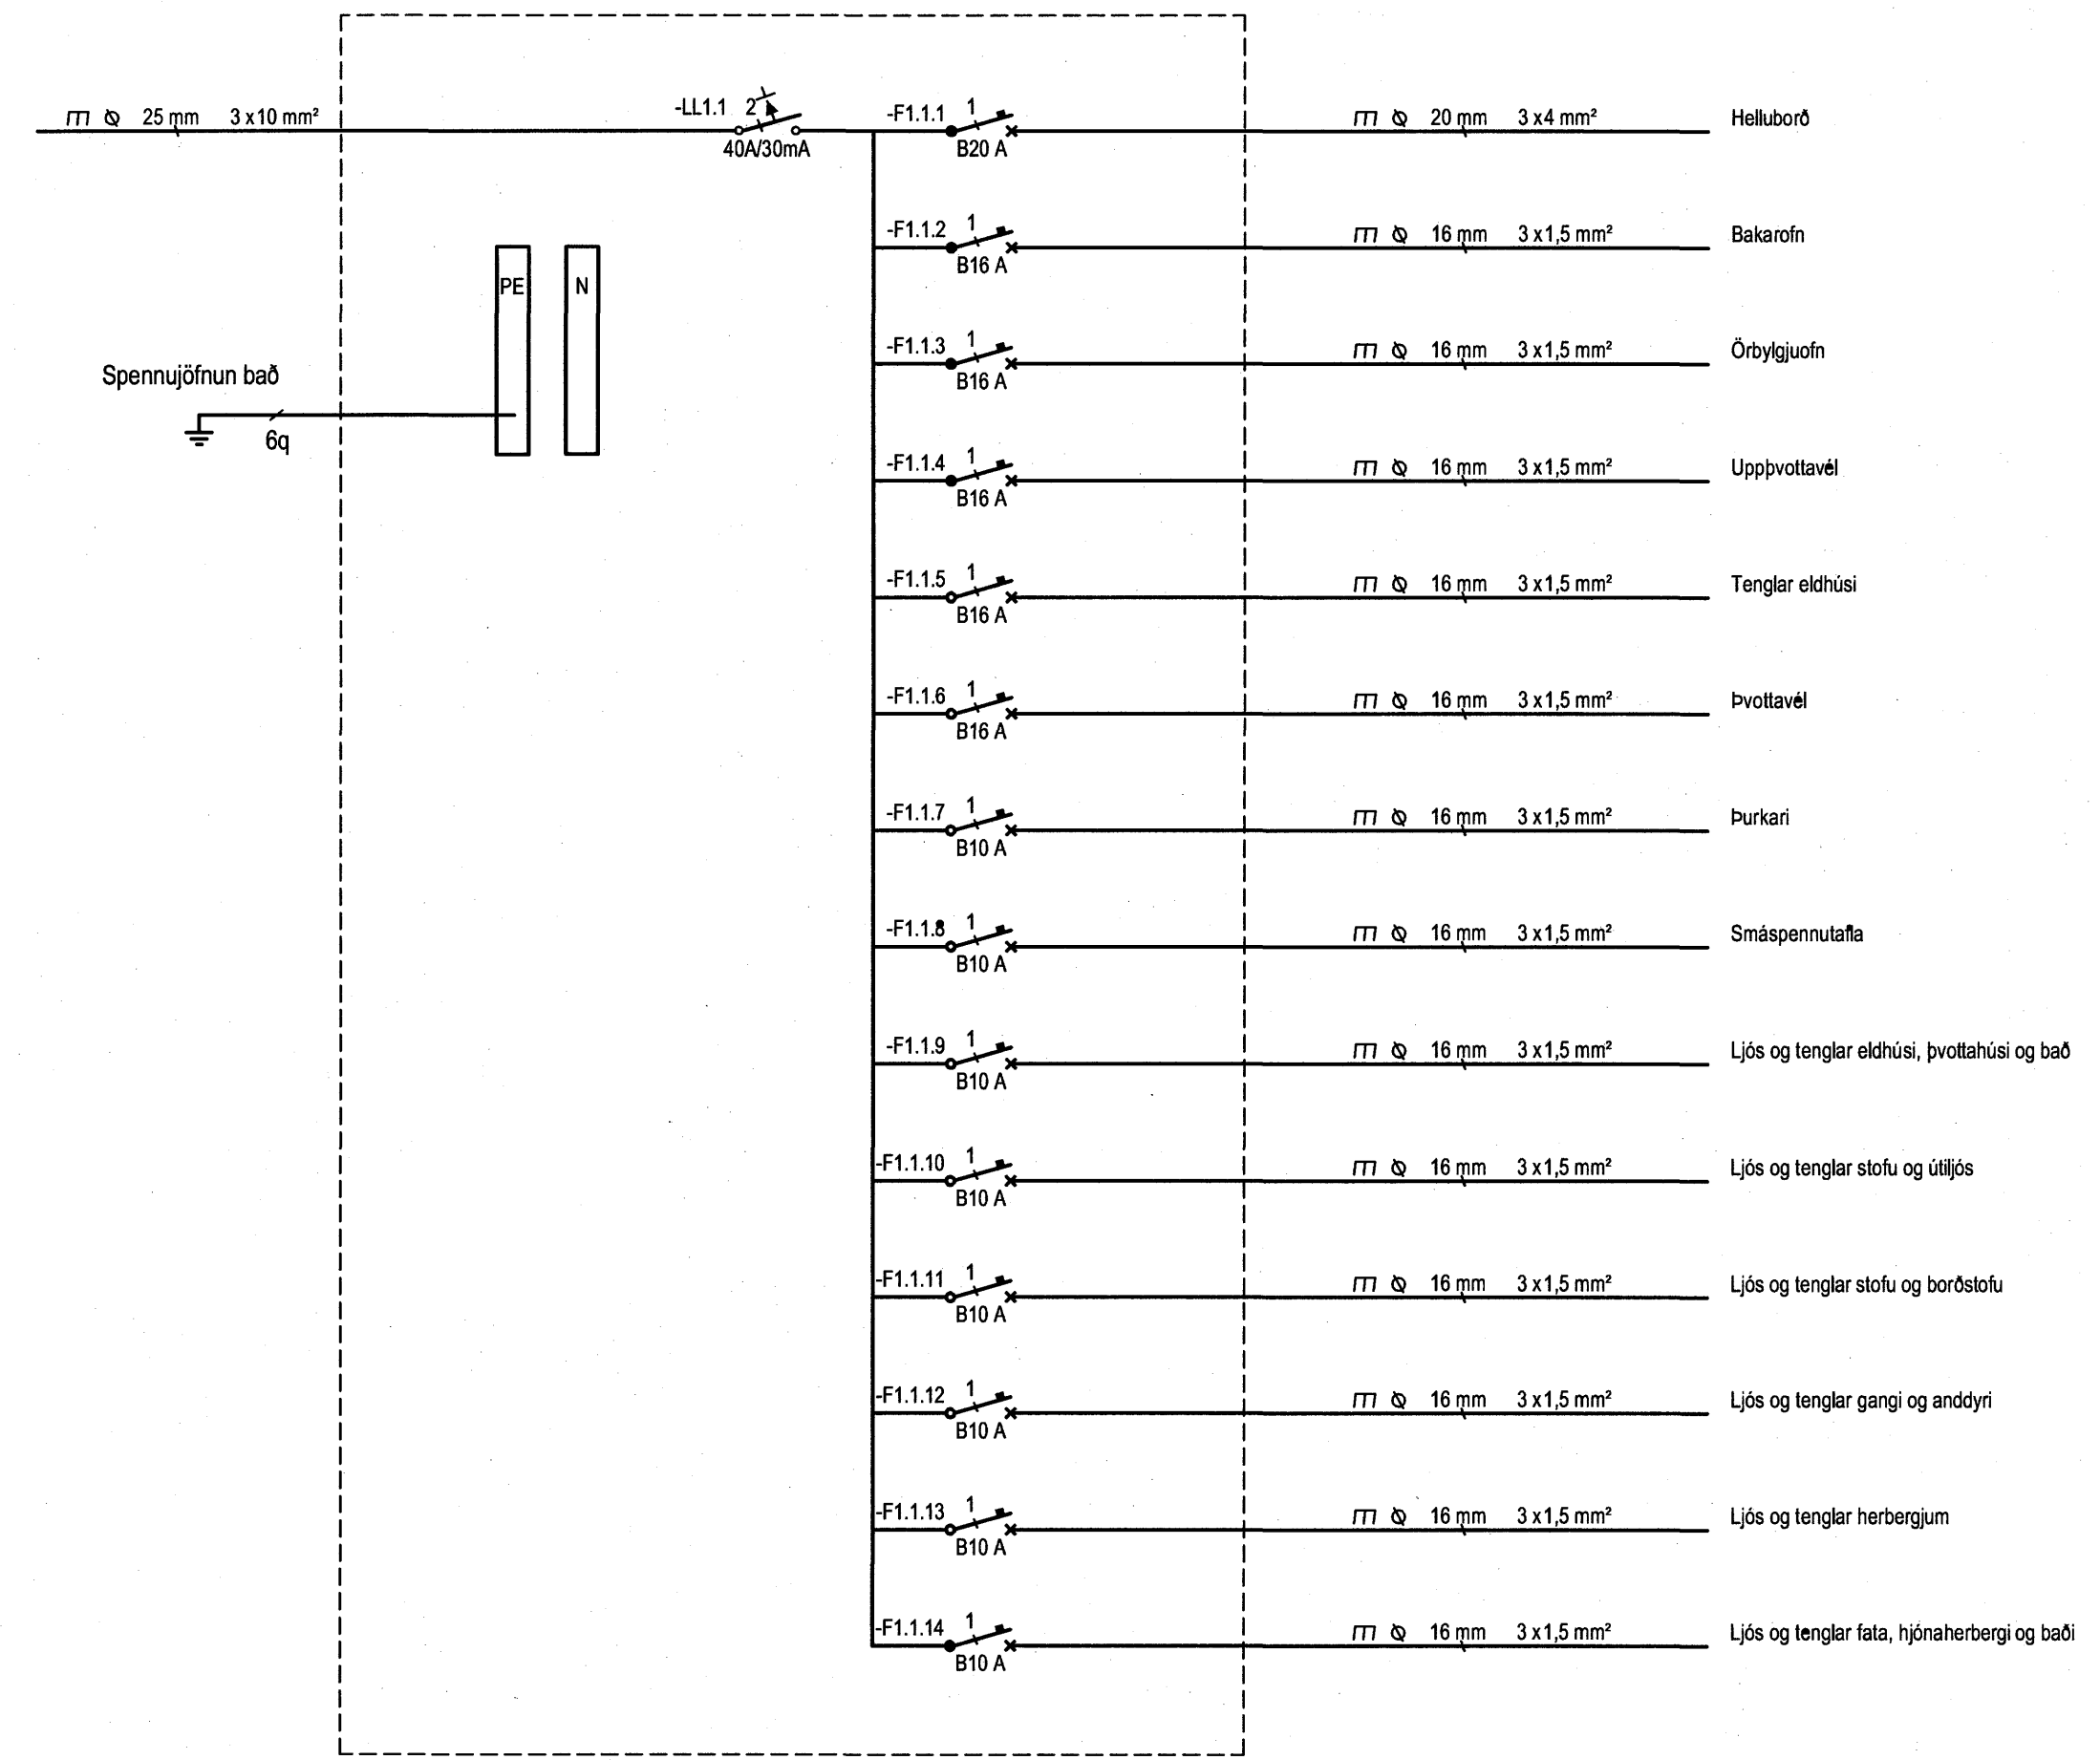 25 mm 3 x 10 mm²
-LL1.1 2
40A/30mA
-F1.1.1 1
B20 A
20 mm 3 x 4 mm² Helluborð
-F1.1.2 1
B16 A
16 mm 3 x 1,5 mm² Bakarofn
PE N
-F1.1.3 1
B16 A
16 mm 3 x 1,5 mm² Örbylgjuofn
Spennujöfnun bað
6q
-F1.1.4 1
B16 A
16 mm 3 x 1,5 mm² Uppþvottavél
-F1.1.5 1
B16 A
16 mm 3 x 1,5 mm² Tenglar eldhúsi
-F1.1.6 1
B16 A
16 mm 3 x 1,5 mm² Þvottavél
-F1.1.7 1
B10 A
16 mm 3 x 1,5 mm² Þurkari
-F1.1.8 1
B10 A
16 mm 3 x 1,5 mm² Smáspennutafla
-F1.1.9 1
B10 A
16 mm 3 x 1,5 mm² Ljós og tenglar eldhúsi, þvottahúsi og bað
-F1.1.10 1
B10 A
16 mm 3 x 1,5 mm² Ljós og tenglar stofu og útiljós
-F1.1.11 1
B10 A
16 mm 3 x 1,5 mm² Ljós og tenglar stofu og borðstofu
-F1.1.12 1
B10 A
16 mm 3 x 1,5 mm² Ljós og tenglar gangi og anddyri
-F1.1.13 1
B10 A
16 mm 3 x 1,5 mm² Ljós og tenglar herbergjum
-F1.1.14 1
B10 A
16 mm 3 x 1,5 mm² Ljós og tenglar fata, hjónaherbergi og baði